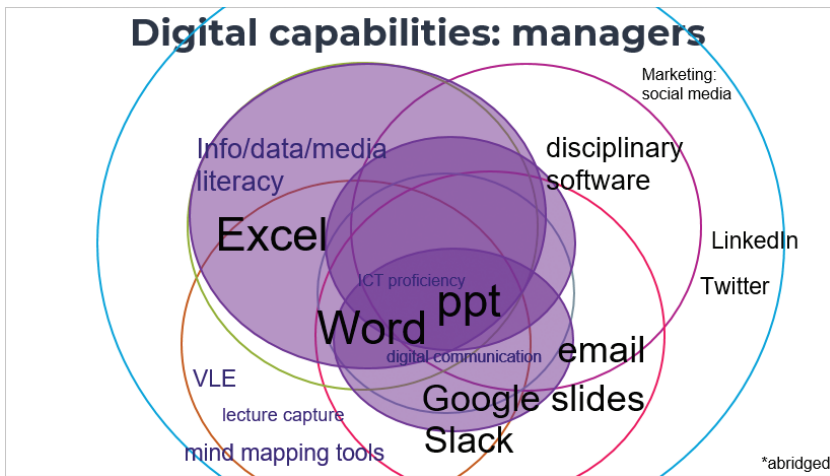 Digital capabilities: managers
Marketing:
social media
Info/data/media
literacy
disciplinary
software
Excel
LinkedIn
ICT proficiency
Twitter
ppt
Word
digital communication
email
VLE
Google slides
lecture capture
Slack
mind mapping tools
*abridged